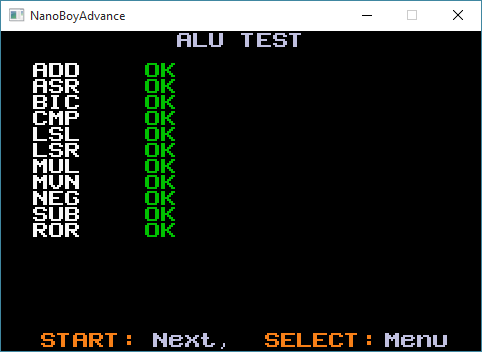 NanoBoyAdvance
ALU TEST
ADD OK
ASR OK
BIC OK
CMP OK
LSL OK
LSR OK
MUL OK
MVN OK
NEG OK
SUB OK
ROR OK
START: Next, SELECT: Menu